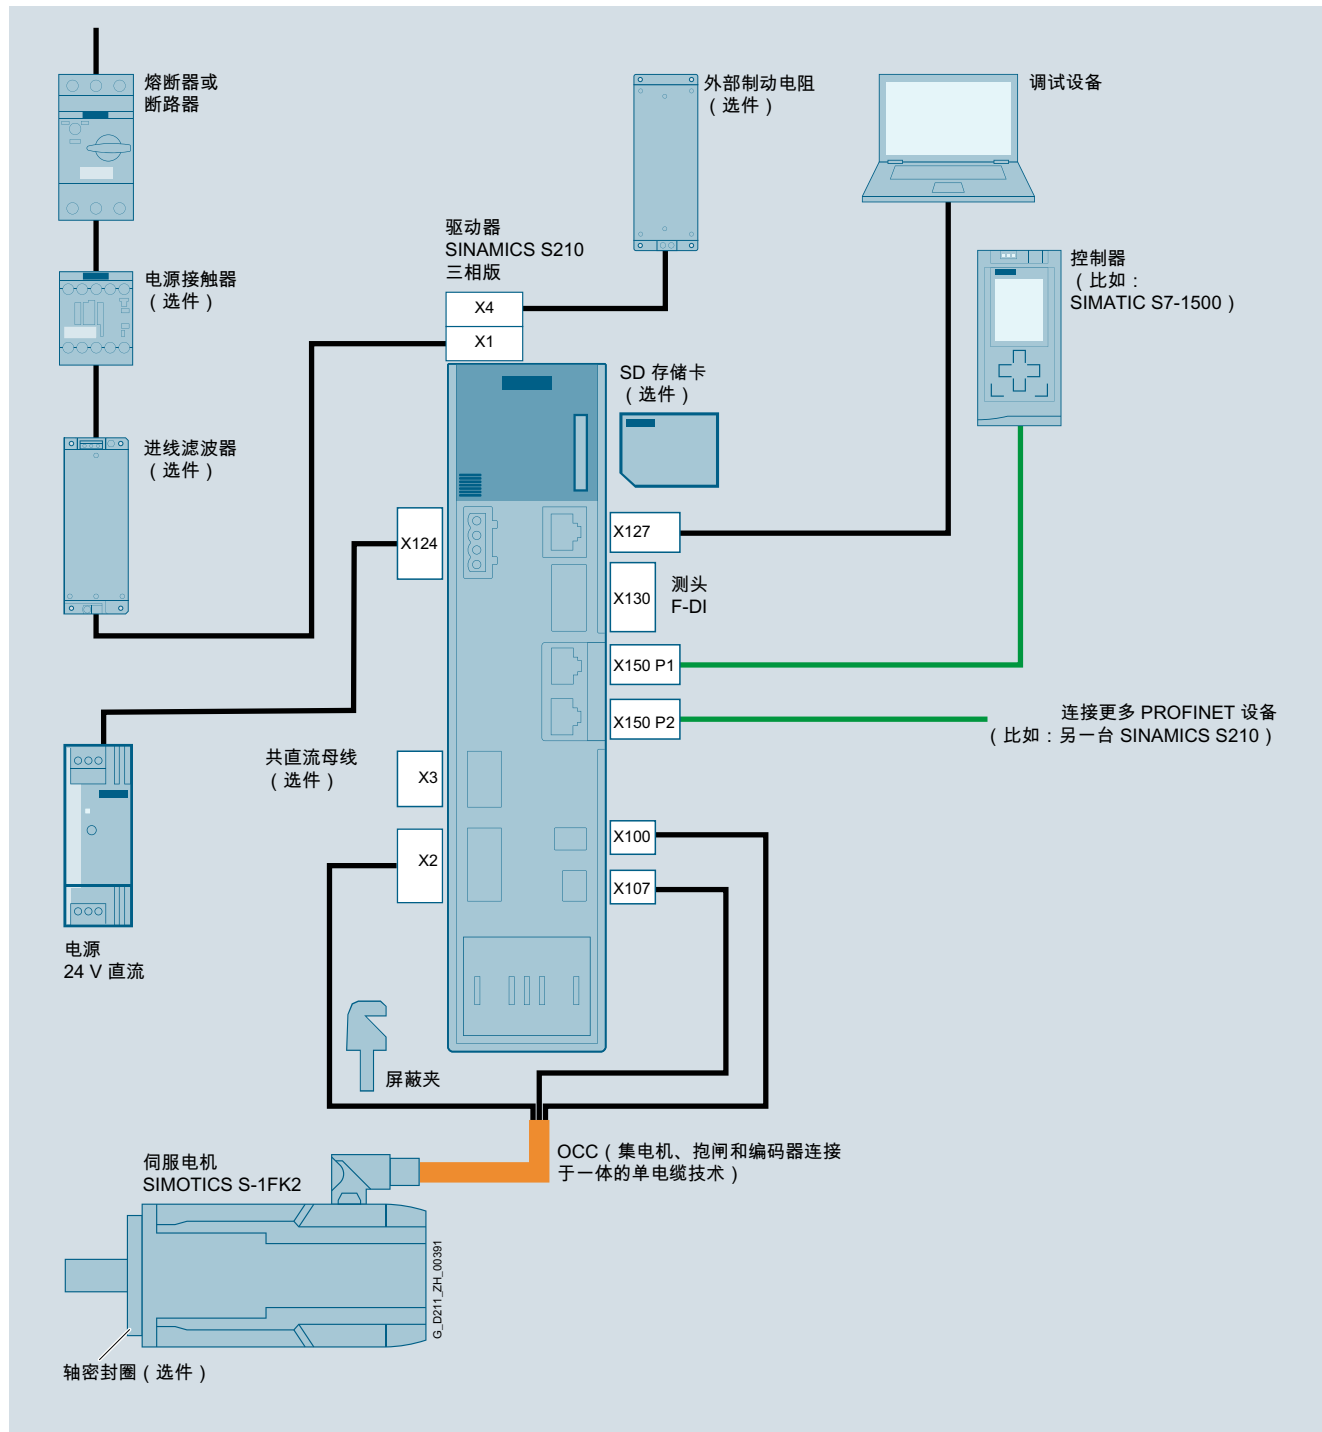 熔断器或
断路器
外部制动电阻
（选件）
调试设备
驱动器
SINAMICS S210
三相版
电源接触器
（选件）
控制器
（比如：
SIMATIC S7-1500）
X4
X1
SD 存储卡
（选件）
进线滤波器
（选件）
X124
X127
X130
测头
F-DI
X150 P1
X150 P2
连接更多 PROFINET 设备
（比如：另一台 SINAMICS S210）
共直流母线
（选件）
X3
X2
X100
X107
电源
24 V 直流
屏蔽夹
OCC（集电机、抱闸和编码器连接
于一体的单电缆技术）
伺服电机
SIMOTICS S-1FK2
G_D211_ZH_00391
轴密封圈（选件）